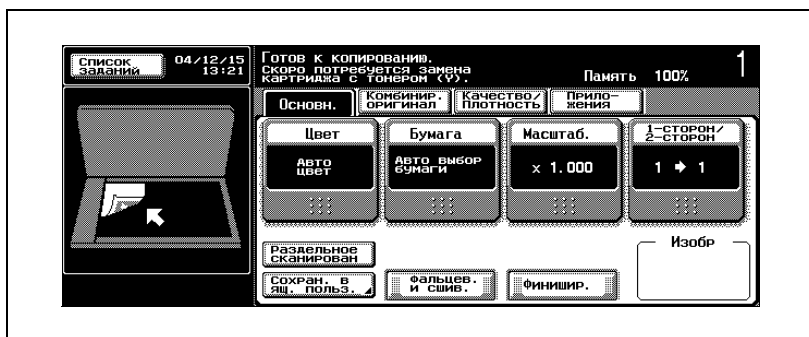 Список
заданий
04/12/15
13:21
Готов к копированию.
Скоро потребуется замена
картриджа с тонером (Y).
Память 100%
1
Основн.
Комбинир.
оригинал
Качество/
Плотность
Прило-
жения
Цвет
Бумага
Масштаб.
1-сторон/
2-сторон
Авто
цвет
Авто выбор
бумаги
x 1.000
1 ➔ 1
Раздельное
сканирован
Изобр
Сохран. в
ящ. польз.
Фальцев.
и сшив.
Финишир.